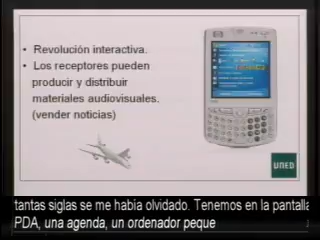 • Revolución interactiva.
• Los receptores pueden
producir y distribuir
materiales audiovisuales.
(vender noticias)
UNED
tantas siglas se me había olvidado. Tenemos en la pantalla
PDA, una agenda, un ordenador peque